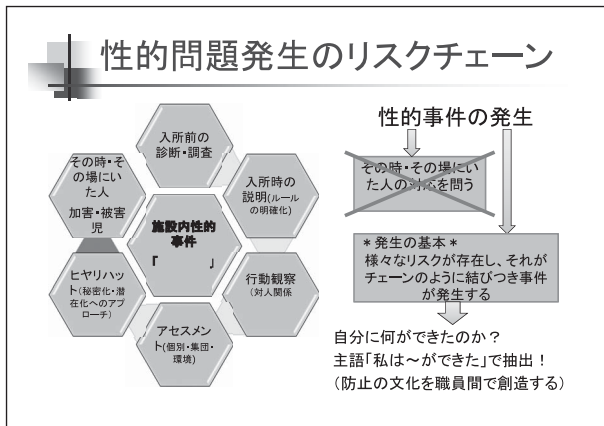 性的問題発生のリスクチェーン
入所前の
診断・調査
入所時の
説明(ルール
の明確化)
行動観察
(対人関係
アセスメン
ト(個別・集団・
環境)
ヒヤリハッ
ト(秘密化・潜
在化へのアプ
ローチ)
その時・そ
の場にい
た人
加害・被害
児
施設内性的
事件
「　　　」
性的事件の発生
その時・その場にい
た人の対応を問う
*発生の基本*
様々なリスクが存在し、それが
チェーンのように結びつき事件
が発生する
自分に何ができたのか?
主語「私は~ができた」で抽出!
(防止の文化を職員間で創造する)